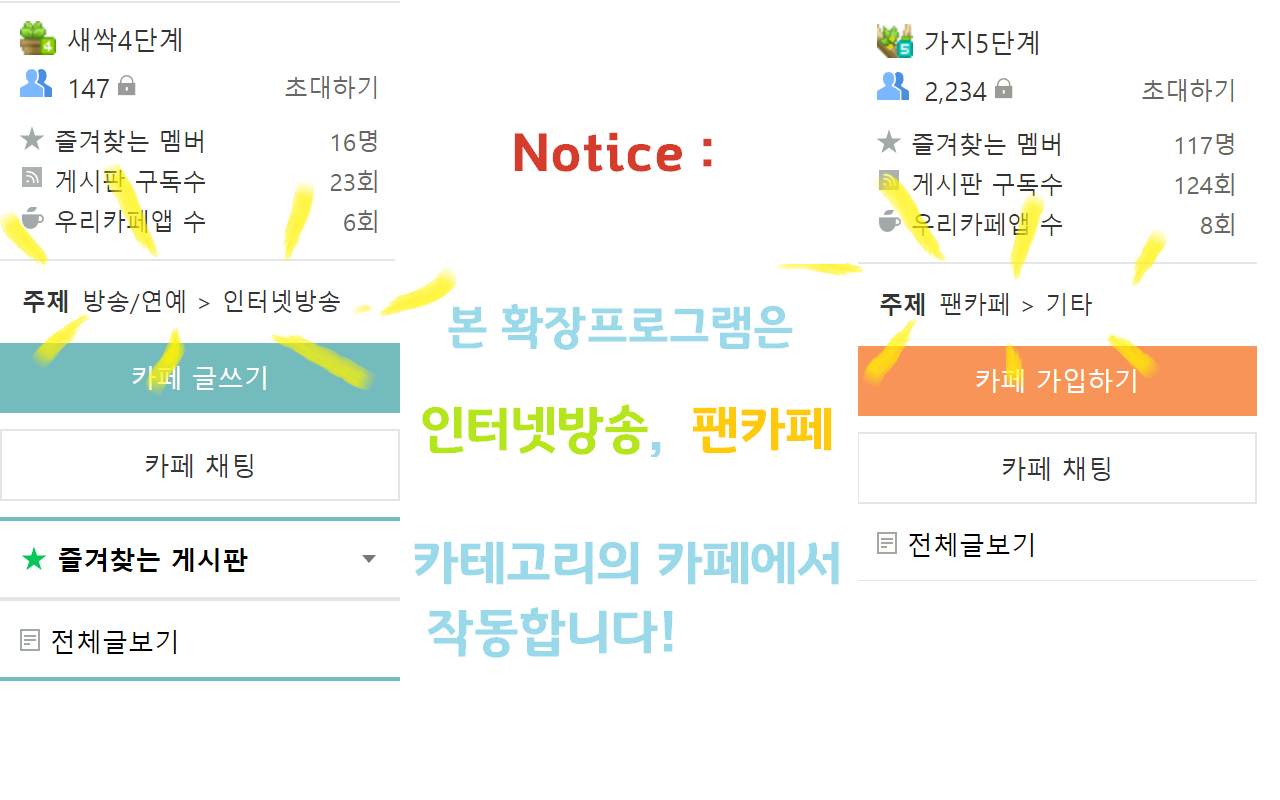 새싹4단계
147
초대하기
즐겨찾는 멤버 16명
게시판 구독수 23회
우리카페앱 수 6회
주제 방송/연예 > 인터넷방송
카페 글쓰기
카페 채팅
즐겨찾는 게시판
전체글보기
Notice :
본 확장프로그램은
인터넷방송, 팬카페
카테고리의 카페에서
작동합니다!
가지5단계
2,234
초대하기
즐겨찾는 멤버 117명
게시판 구독수 124회
우리카페앱 수 8회
주제 팬카페 > 기타
카페 가입하기
카페 채팅
전체글보기